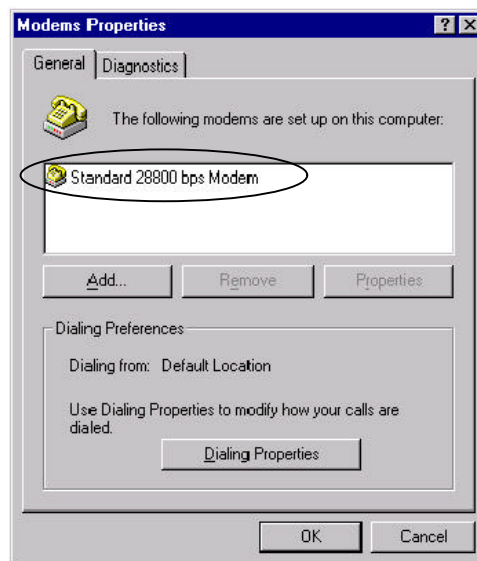 Modems Properties
General Diagnostics
The following modems are set up on this computer:
Standard 28800 bps Modem
Add... Remove Properties
Dialing Preferences
Dialing from: Default Location
Use Dialing Properties to modify how your calls are
dialed.
Dialing Properties
OK Cancel